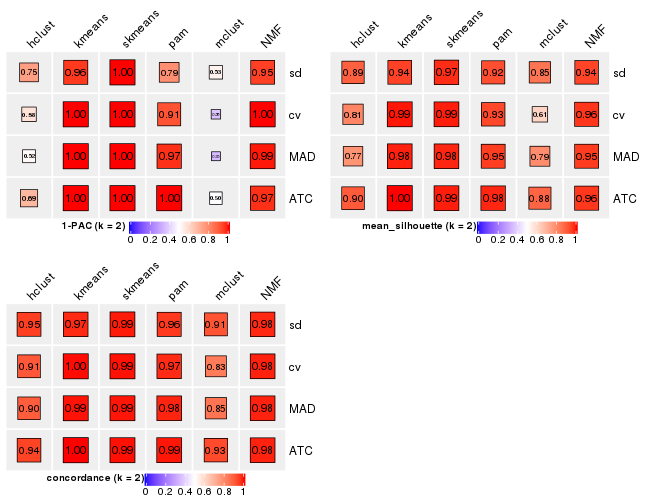 hclust kmeans skmeans pam mclust NMF
0.75 0.96 1.00 0.79 0.53 0.95 sd
0.58 1.00 1.00 0.91 1.00 cv
0.52 1.00 1.00 0.97 0.99 MAD
0.69 1.00 1.00 1.00 0.50 0.97 ATC
1-PAC (k = 2)
0 0.2 0.4 0.6 0.8 1
hclust kmeans skmeans pam mclust NMF
0.89 0.94 0.97 0.92 0.85 0.94 sd
0.81 0.99 0.99 0.93 0.61 0.96 cv
0.77 0.98 0.98 0.95 0.79 0.95 MAD
0.90 1.00 0.99 0.98 0.88 0.96 ATC
mean_silhouette (k = 2)
0 0.2 0.4 0.6 0.8 1
hclust kmeans skmeans pam mclust NMF
0.95 0.97 0.99 0.96 0.91 0.98 sd
0.91 1.00 0.99 0.97 0.83 0.98 cv
0.90 0.99 0.99 0.98 0.85 0.98 MAD
0.94 1.00 0.99 0.99 0.93 0.98 ATC
concordance (k = 2)
0 0.2 0.4 0.6 0.8 1